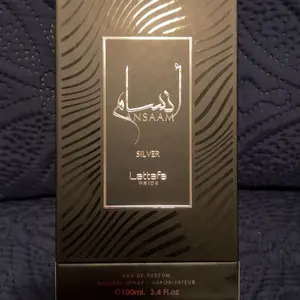 أنسام
ANSAAM
SILVER
Lattafa
PRIDE
EAU DE PARFUM
NATURAL SPRAY - VAPORISATEUR
℮100ml. 3.4 Fl.oz